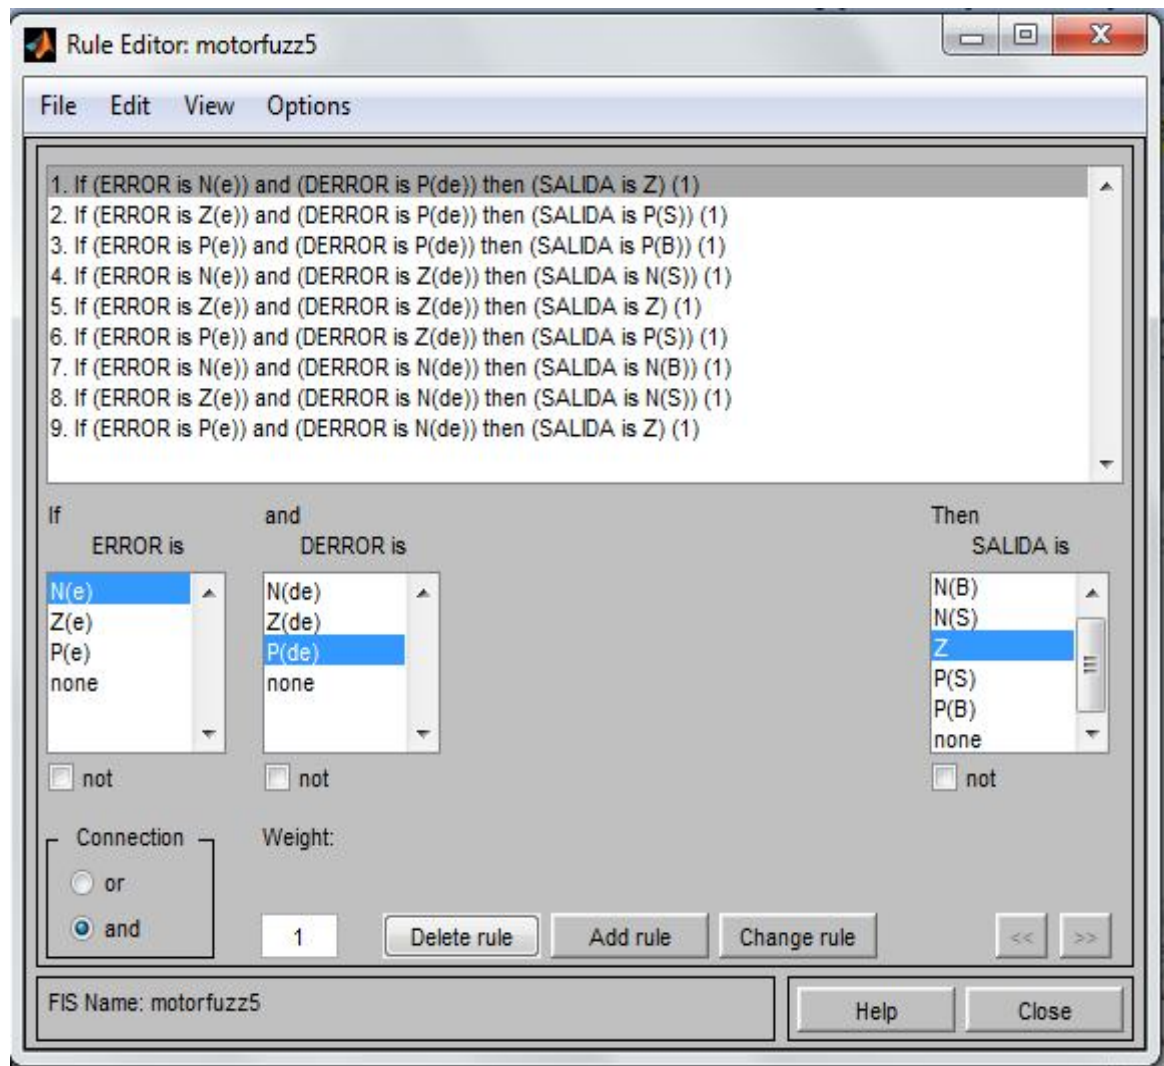 Rule Editor: motorfuzz5
File Edit View Options
1. If (ERROR is N(e)) and (DERROR is P(de)) then (SALIDA is Z) (1)
2. If (ERROR is Z(e)) and (DERROR is P(de)) then (SALIDA is P(S)) (1)
3. If (ERROR is P(e)) and (DERROR is P(de)) then (SALIDA is P(B)) (1)
4. If (ERROR is N(e)) and (DERROR is Z(de)) then (SALIDA is N(S)) (1)
5. If (ERROR is Z(e)) and (DERROR is Z(de)) then (SALIDA is Z) (1)
6. If (ERROR is P(e)) and (DERROR is Z(de)) then (SALIDA is P(S)) (1)
7. If (ERROR is N(e)) and (DERROR is N(de)) then (SALIDA is N(B)) (1)
8. If (ERROR is Z(e)) and (DERROR is N(de)) then (SALIDA is N(S)) (1)
9. If (ERROR is P(e)) and (DERROR is N(de)) then (SALIDA is Z) (1)
If
ERROR is
N(e)
Z(e)
P(e)
none
not
and
DERROR is
N(de)
Z(de)
P(de)
none
not
Then
SALIDA is
N(B)
N(S)
Z
P(S)
P(B)
none
not
Connection
or
and
Weight:
1
Delete rule
Add rule
Change rule
<<
>>
FIS Name: motorfuzz5
Help
Close